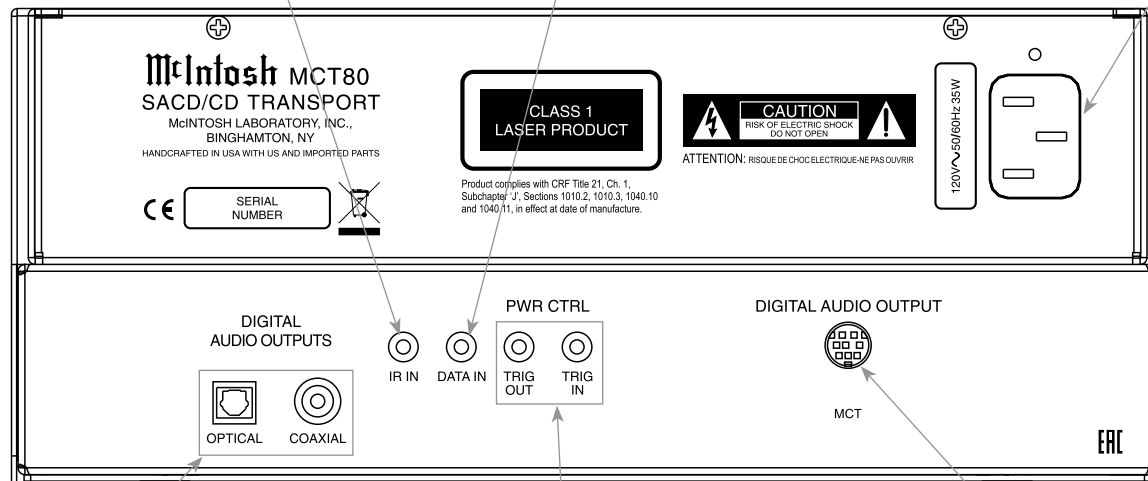 McIntosh MCT80
SACD/CD TRANSPORT
McINTOSH LABORATORY, INC.,
BINGHAMTON, NY
HANDCRAFTED IN USA WITH US AND IMPORTED PARTS
CE
SERIAL
NUMBER
CLASS 1
LASER PRODUCT
Product complies with CRF Title 21, Ch. 1,
Subchapter 'J', Sections 1010.2, 1010.3, 1040.10
and 1040.11, in effect at date of manufacture.
CAUTION
RISK OF ELECTRIC SHOCK
DO NOT OPEN
ATTENTION: RISQUE DE CHOC ELECTRIQUE-NE PAS OUVRIR
120V~50/60Hz 35W
DIGITAL
AUDIO OUTPUTS
OPTICAL COAXIAL
IR IN DATA IN
PWR CTRL
TRIG
OUT
TRIG
IN
DIGITAL AUDIO OUTPUT
MCT
EAC